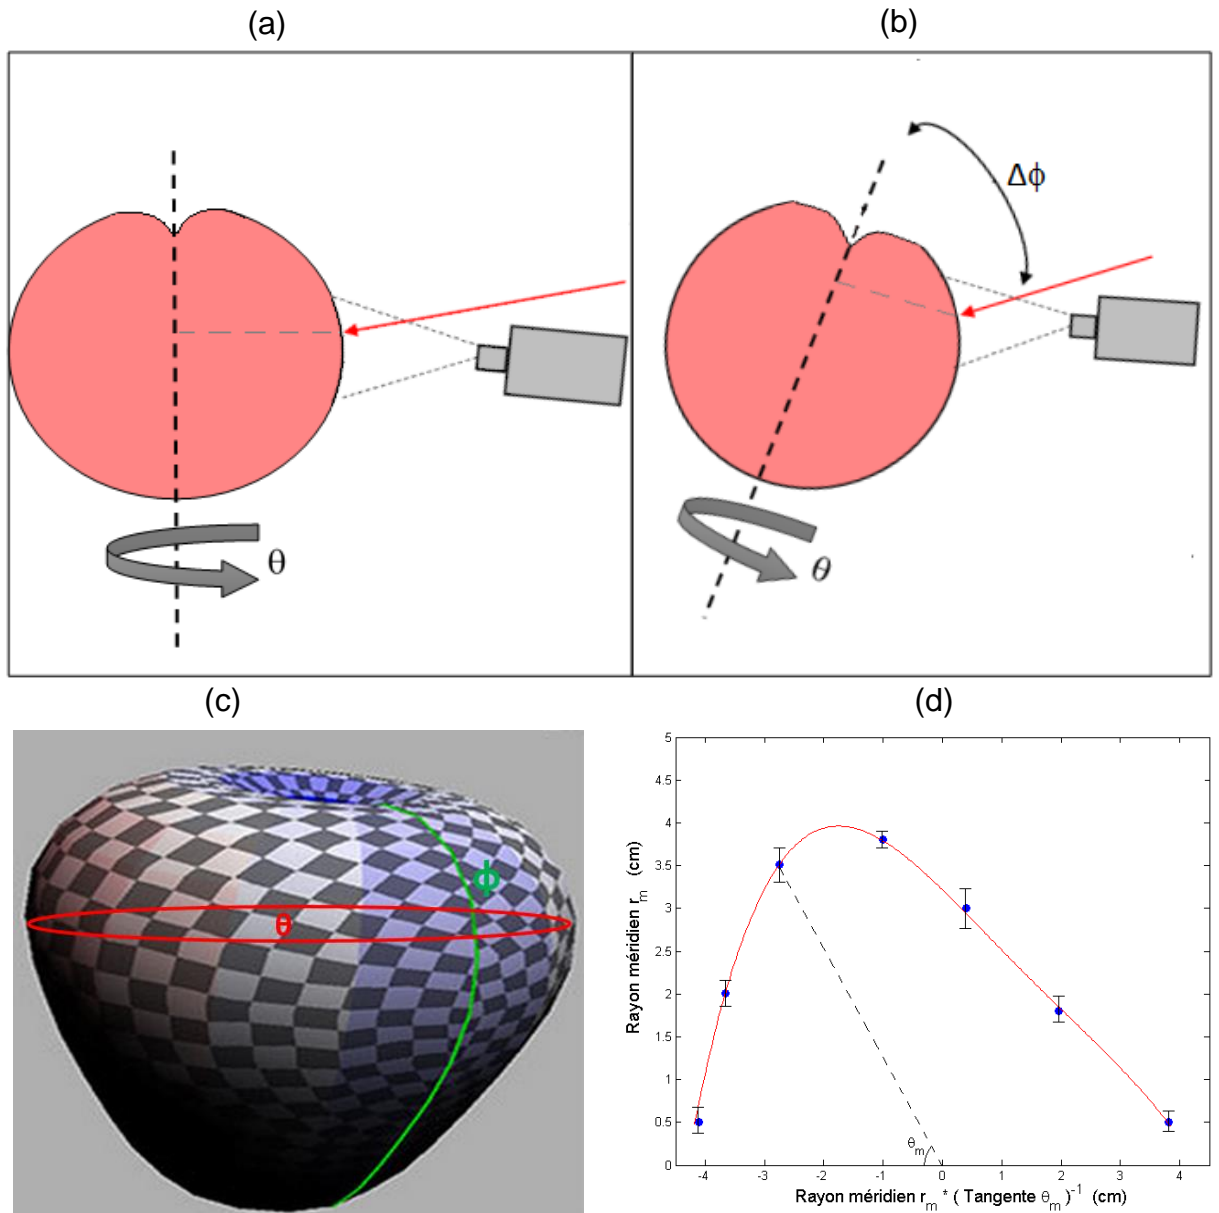 (a)
(b)
Δϕ
θ
θ
(c)
(d)
ϕ
θ
5
4.5
4
3.5
3
2.5
2
1.5
1
0.5
0
Rayon méridien r_m (cm)
θ_m
-4 -3 -2 -1 0 1 2 3 4
Rayon méridien r_m * ( Tangente θ_m )^-1 (cm)